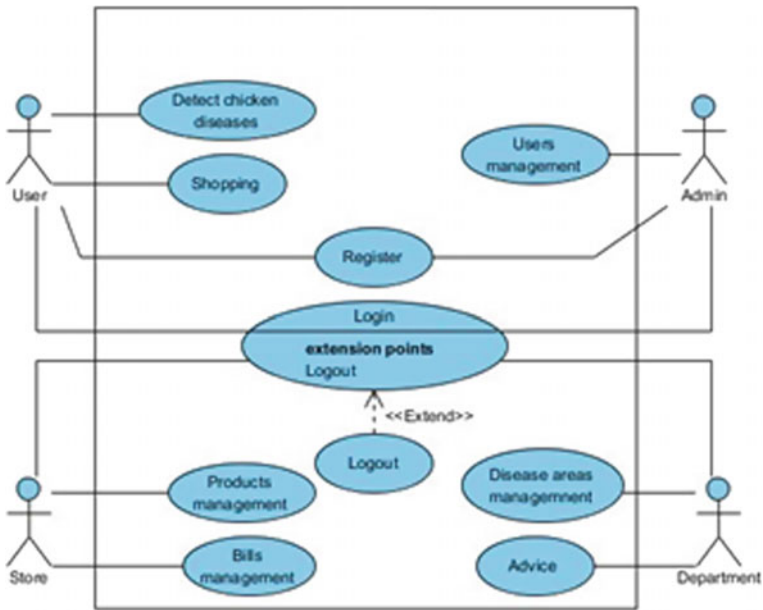 Detect chicken
diseases
Users
management
Shopping
User
Admin
Register
Login
extension points
Logout
<<Extend>>
Logout
Products
management
Disease areas
managemnent
Bills
management
Advice
Store
Department